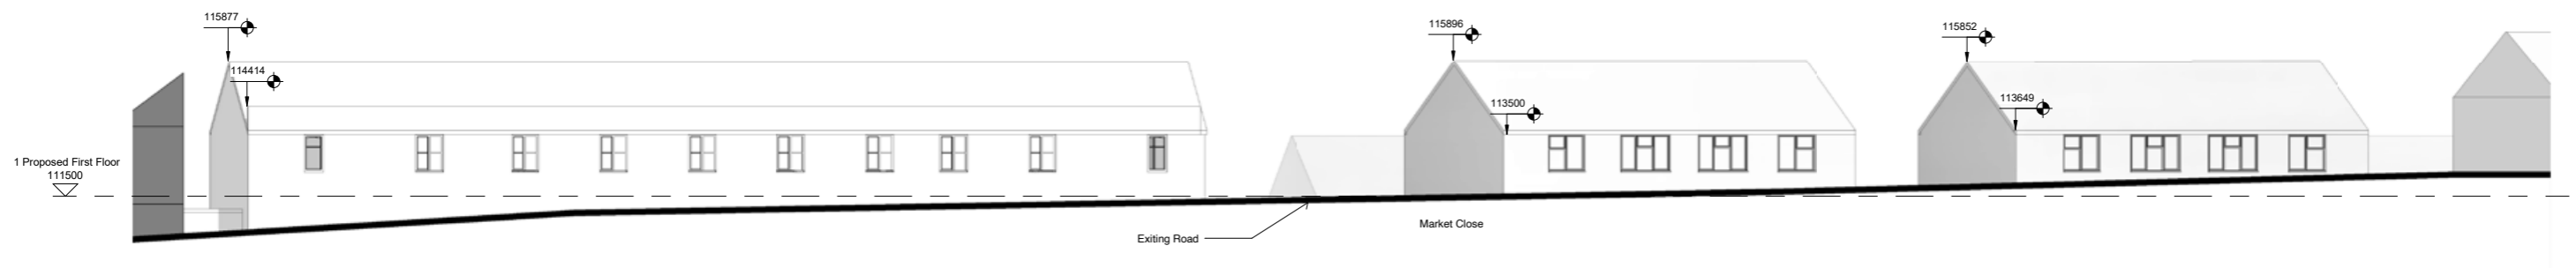 115877
114414
115896
113500
115852
113649
1 Proposed First Floor
111500
Market Close
Exiting Road